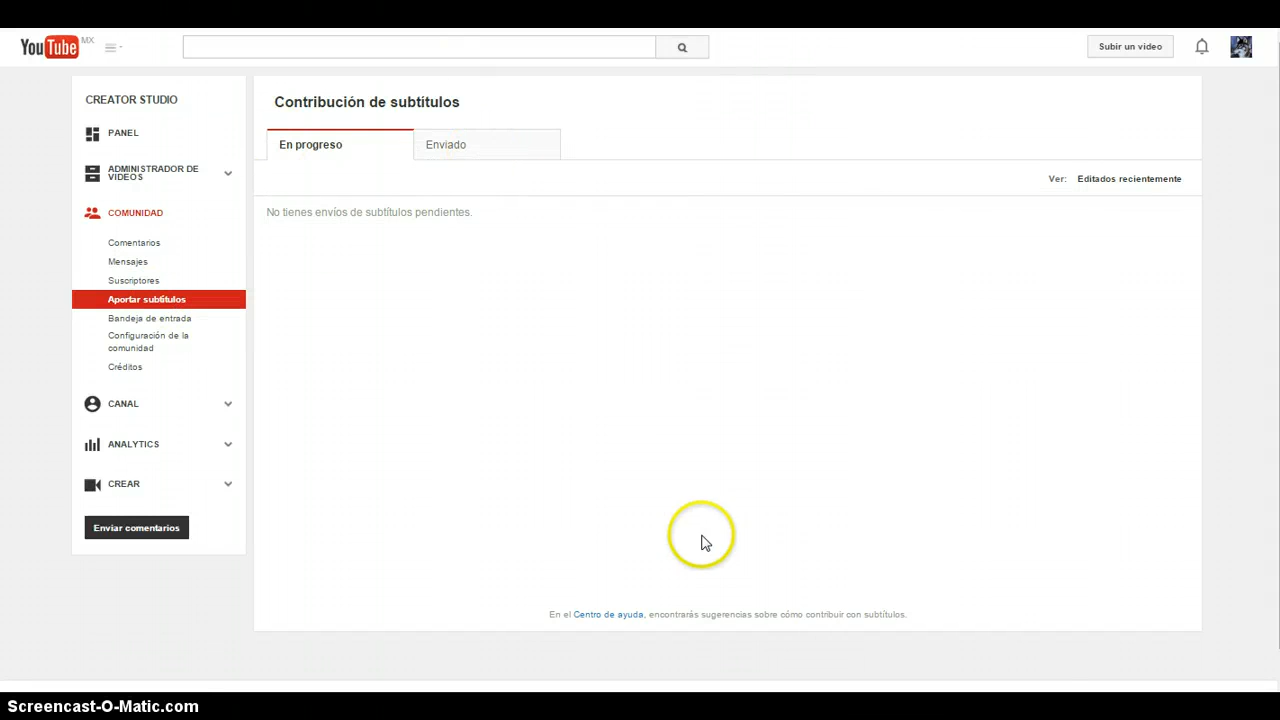 YouTube MX
Subir un video
CREATOR STUDIO
PANEL
ADMINISTRADOR DE
VIDEOS
COMUNIDAD
Comentarios
Mensajes
Suscriptores
Aportar subtítulos
Bandeja de entrada
Configuración de la
comunidad
Créditos
CANAL
ANALYTICS
CREAR
Enviar comentarios
Contribución de subtítulos
En progreso
Enviado
Ver: Editados recientemente
No tienes envíos de subtítulos pendientes.
En el Centro de ayuda, encontrarás sugerencias sobre cómo contribuir con subtítulos.
Screencast-O-Matic.com